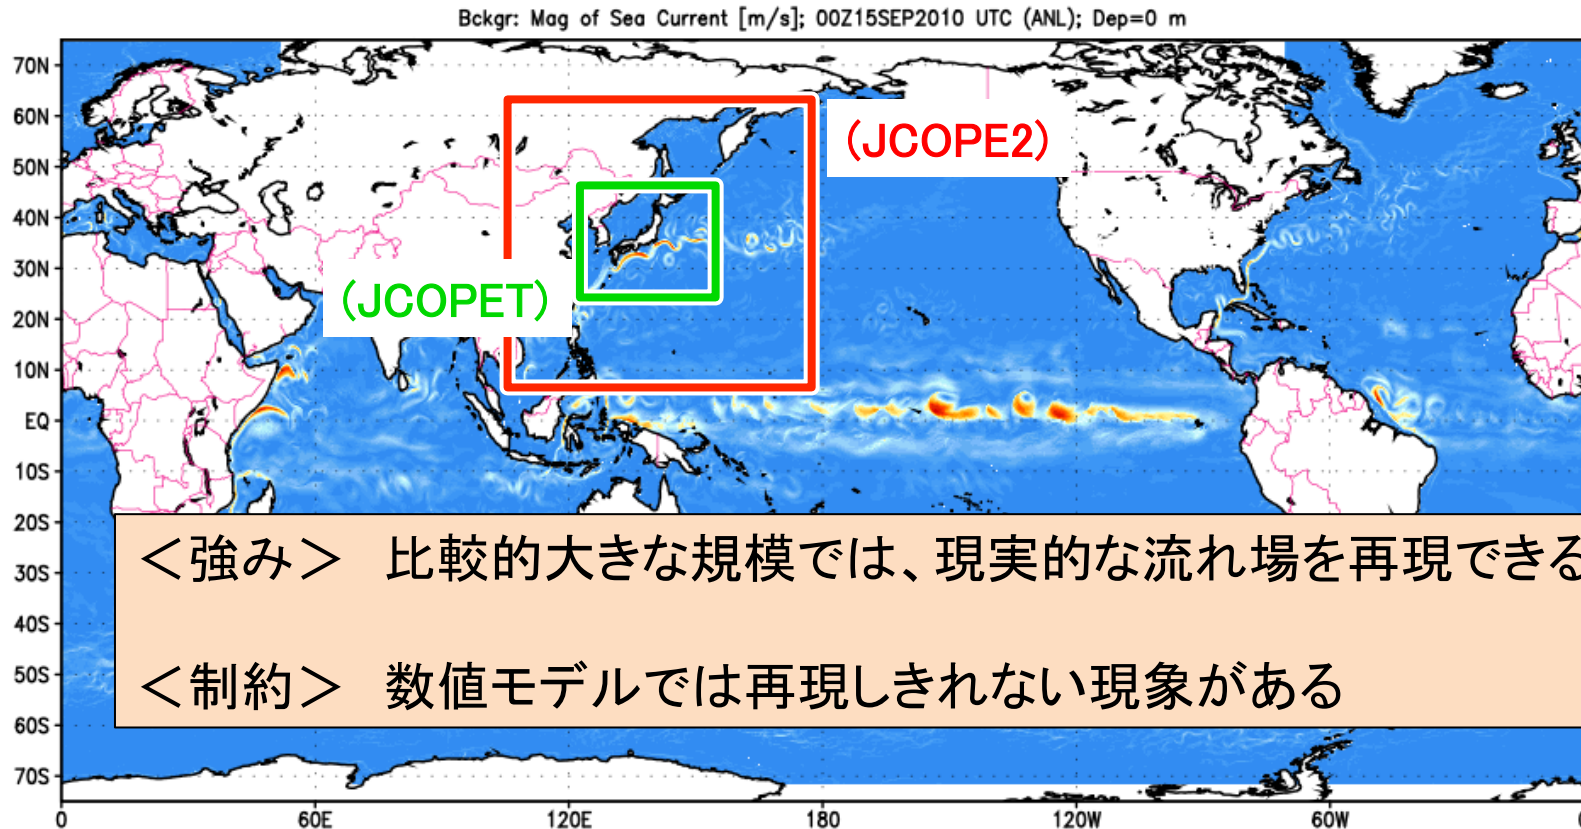 Bckgr: Mag of Sea Current [m/s]; 00Z15SEP2010 UTC (ANL); Dep=0 m
70N
60N
50N
40N
30N
20N
10N
EQ
10S
20S
30S
40S
50S
60S
70S
(JCOPE2)
(JCOPET)
＜強み＞　比較的大きな規模では、現実的な流れ場を再現できる
＜制約＞　数値モデルでは再現しきれない現象がある
0 60E 120E 180 120W 60W 0